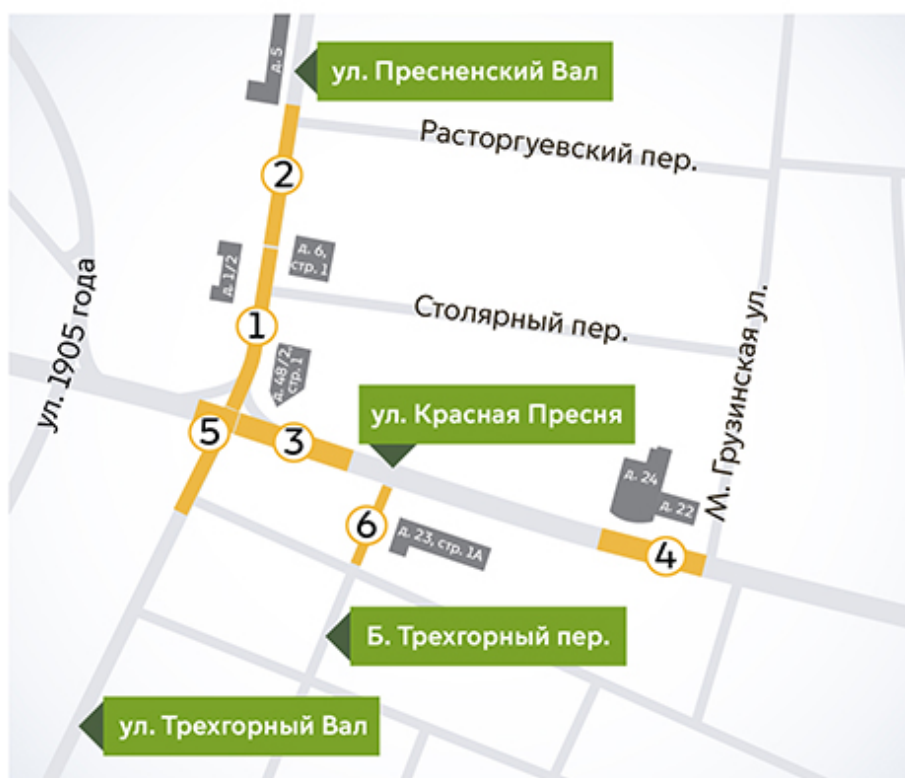 д. 5
ул. Пресненский Вал
Расторгуевский пер.
2
д. 1/2
д. 6,
стр. 1
Столярный пер.
1
ул. 1905 года
д. 48/2,
стр. 1
ул. Красная Пресня
М. Грузинская ул.
5
3
д. 24
д. 22
6
д. 23, стр. 1А
4
Б. Трехгорный пер.
ул. Трехгорный Вал